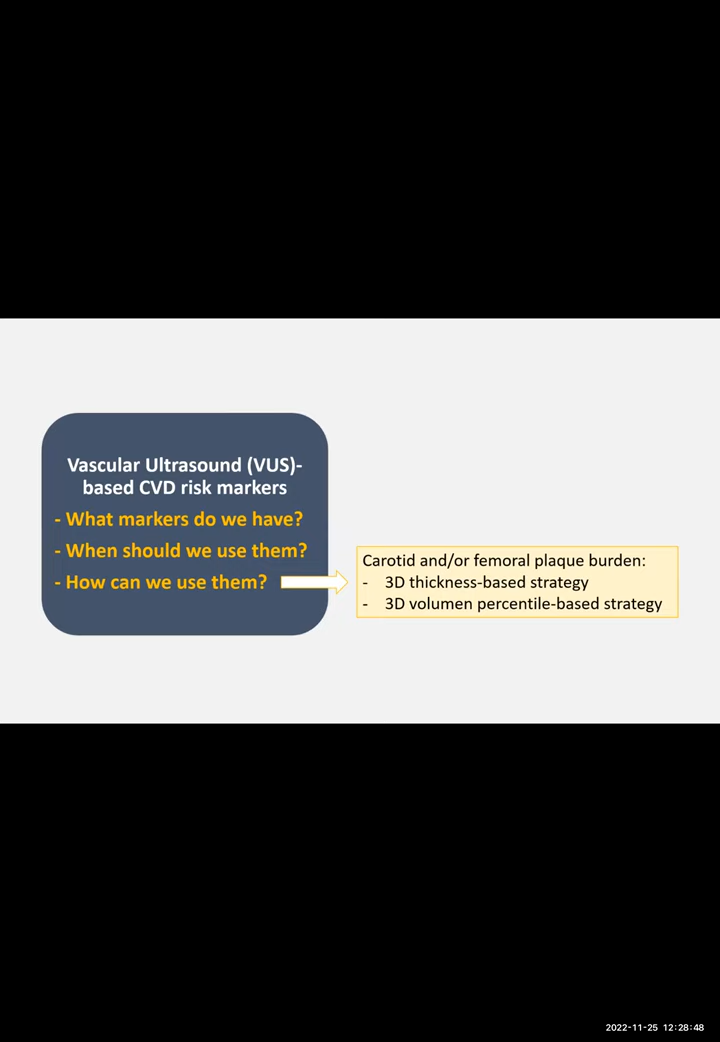 Vascular Ultrasound (VUS)-
based CVD risk markers
- What markers do we have?
- When should we use them?
- How can we use them?
Carotid and/or femoral plaque burden:
- 3D thickness-based strategy
- 3D volumen percentile-based strategy
2022-11-25 12:28:48